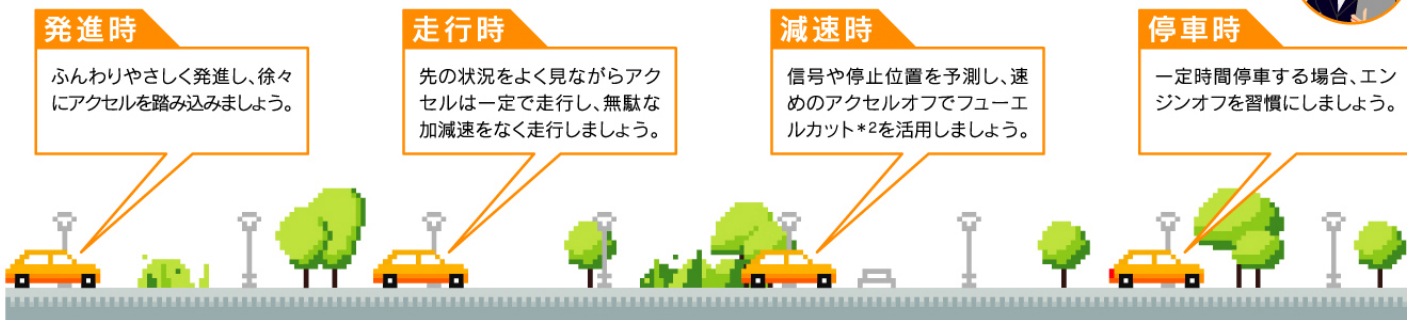 発進時
ふんわりやさしく発進し、徐々
にアクセルを踏み込みましょう。
走行時
先の状況をよく見ながらアク
セルは一定で走行し、無駄な
加減速をなく走行しましょう。
減速時
信号や停止位置を予測し、速
めのアクセルオフでフューエ
ルカット*2を活用しましょう。
停車時
一定時間停車する場合、エン
ジンオフを習慣にしましょう。